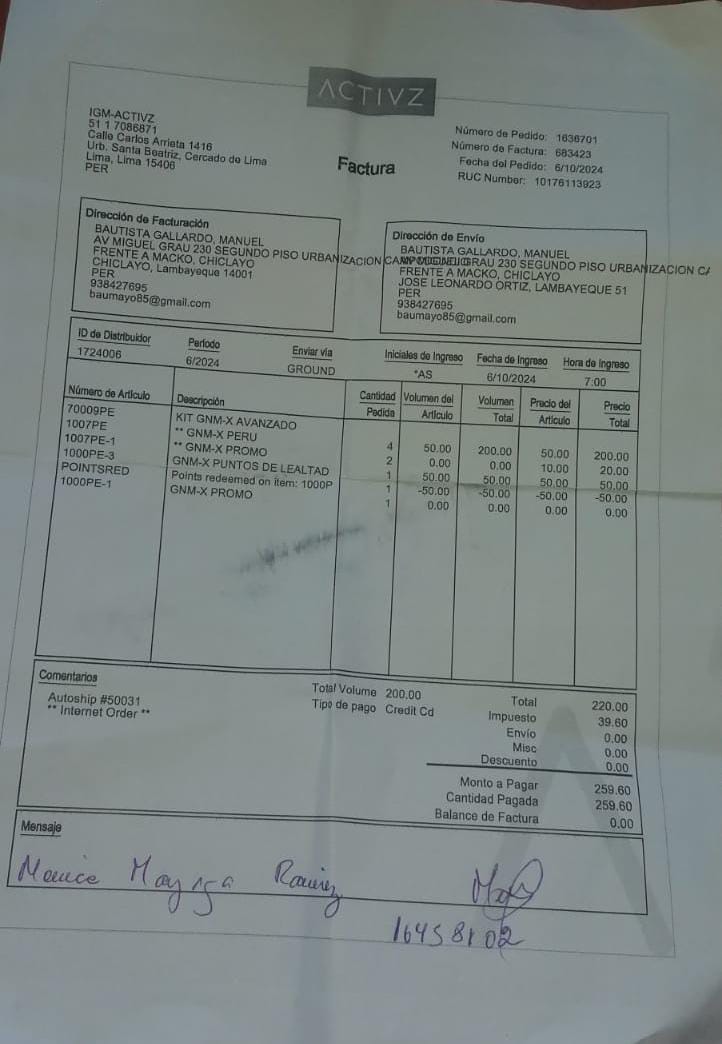 ACTIVZ
IGM-ACTIVZ
51 1 7086871
Calle Carlos Arrieta 1416
Urb. Santa Beatriz, Cercado de Lima
Lima, Lima 15406
PER
Factura
Número de Pedido: 1636701
Número de Factura: 683423
Fecha del Pedido: 6/10/2024
RUC Number: 10176113923
Dirección de Facturación
BAUTISTA GALLARDO, MANUEL
AV MIGUEL GRAU 230 SEGUNDO PISO URBANIZACION
FRENTE A MACKO, CHICLAYO
CHICLAYO, Lambayeque 14001
PER
938427695
baumayo85@gmail.com
Dirección de Envío
BAUTISTA GALLARDO, MANUEL
GRAU 230 SEGUNDO PISO URBANIZACION CA
FRENTE A MACKO, CHICLAYO
JOSE LEONARDO ORTIZ, LAMBAYEQUE 51
PER
938427695
baumayo85@gmail.com
ID de Distribuidor Período Enviar via Iniciales de Ingreso Fecha de Ingreso Hora de Ingreso
1724006 6/2024 GROUND *AS 6/10/2024 7:00
Número de Artículo Descripción Cantidad Pedida Volumen del Artículo Volumen Total Precio del Artículo Precio Total
70009PE KIT GNM-X AVANZADO
1007PE ** GNM-X PERU 4 50.00 200.00 50.00 200.00
1007PE-1 ** GNM-X PROMO 2 0.00 0.00 10.00 20.00
1000PE-3 GNM-X PUNTOS DE LEALTAD 1 50.00 50.00 50.00 50.00
POINTSRED Points redeemed on item: 1000P 1 -50.00 -50.00 -50.00 -50.00
1000PE-1 GNM-X PROMO 1 0.00 0.00 0.00 0.00
Comentarios
Autoship #50031
** Internet Order **
Total Volume 200.00
Tipo de pago Credit Cd
Total 220.00
Impuesto 39.60
Envío 0.00
Misc 0.00
Descuento 0.00
Monto a Pagar 259.60
Cantidad Pagada 259.60
Balance de Factura 0.00
Mensaje
Ramirez
16458102